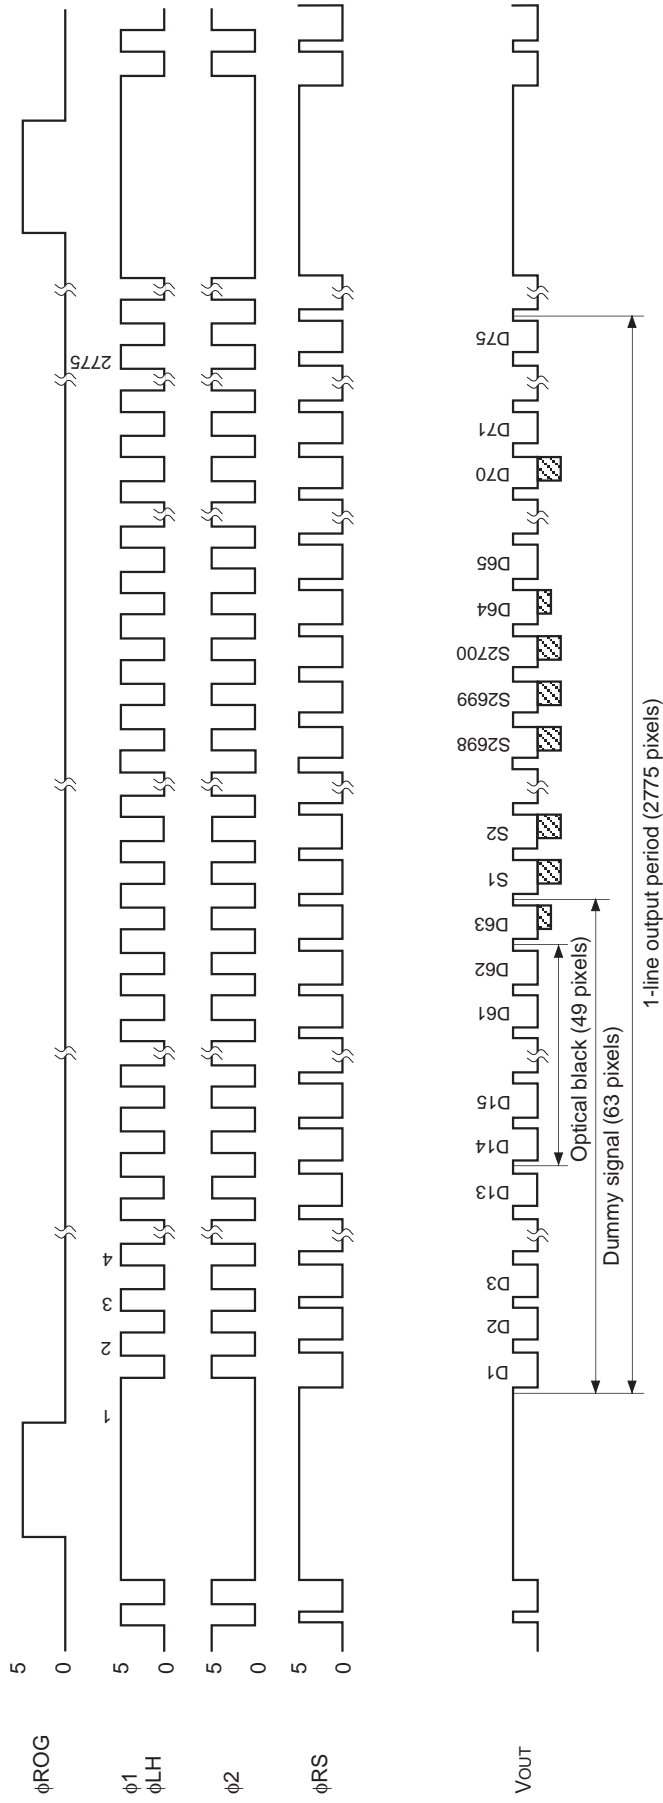 φROG
5
0
φ1
φLH
5
0
1
2
3
4
2775
φ2
5
0
φRS
5
0
VOUT
D1
D2
D3
D13
D14
D15
D61
D62
D63
S1
S2
S2698
S2699
S2700
D64
D65
D70
D71
D75
Optical black (49 pixels)
Dummy signal (63 pixels)
1-line output period (2775 pixels)